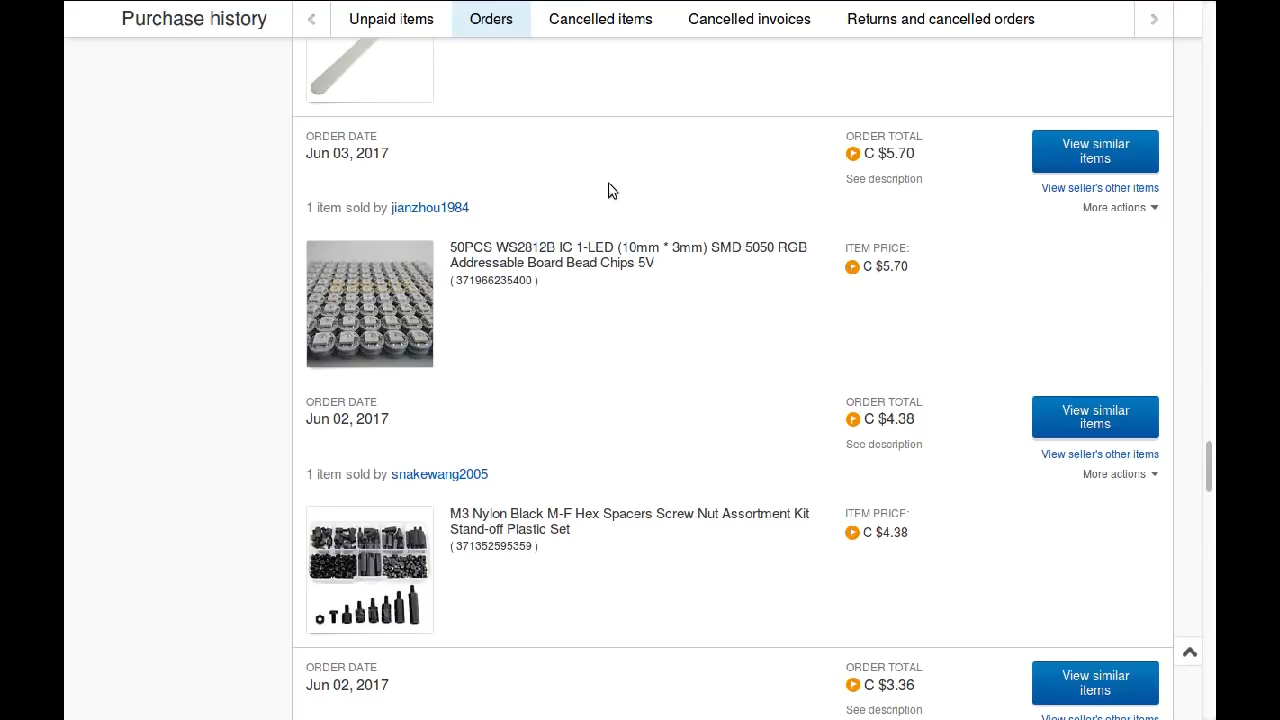 Purchase history
Unpaid items
Orders
Cancelled items
Cancelled invoices
Returns and cancelled orders
ORDER DATE
Jun 03, 2017
ORDER TOTAL
C $5.70
See description
View similar
items
View seller's other items
More actions
1 item sold by jianzhou1984
50PCS WS2812B IC 1-LED (10mm * 3mm) SMD 5050 RGB
Addressable Board Bead Chips 5V
( 371966235400 )
ITEM PRICE:
C $5.70
ORDER DATE
Jun 02, 2017
ORDER TOTAL
C $4.38
See description
View similar
items
View seller's other items
More actions
1 item sold by snakewang2005
M3 Nylon Black M-F Hex Spacers Screw Nut Assortment Kit
Stand-off Plastic Set
( 371352595359 )
ITEM PRICE:
C $4.38
ORDER DATE
Jun 02, 2017
ORDER TOTAL
C $3.36
See description
View similar
items
View seller's other items